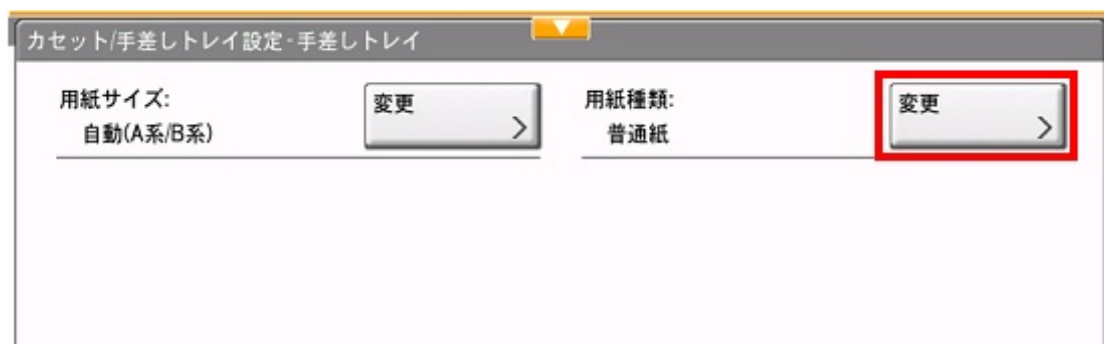 カセット/手差しトレイ設定-手差しトレイ
用紙サイズ:
自動(A系/B系)
変更
用紙種類:
普通紙
変更